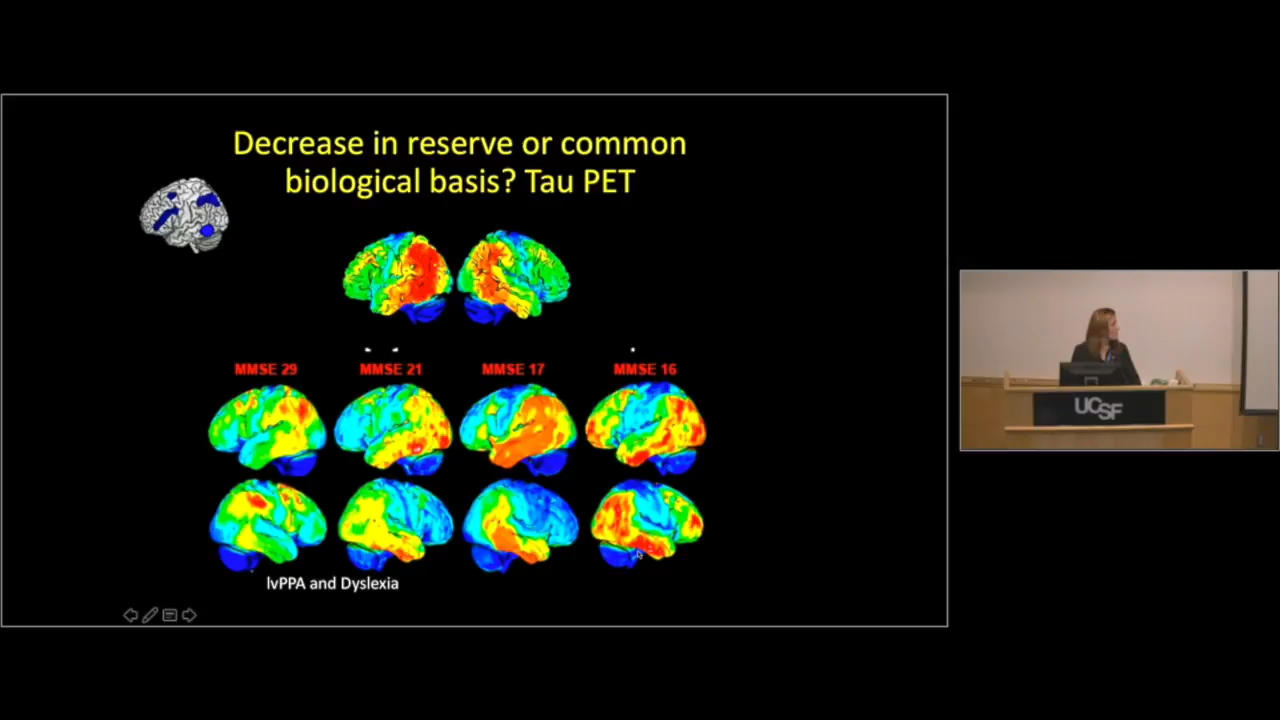 Decrease in reserve or common
biological basis? Tau PET
MMSE 29 MMSE 21 MMSE 17 MMSE 16
lvPPA and Dyslexia
UCSF